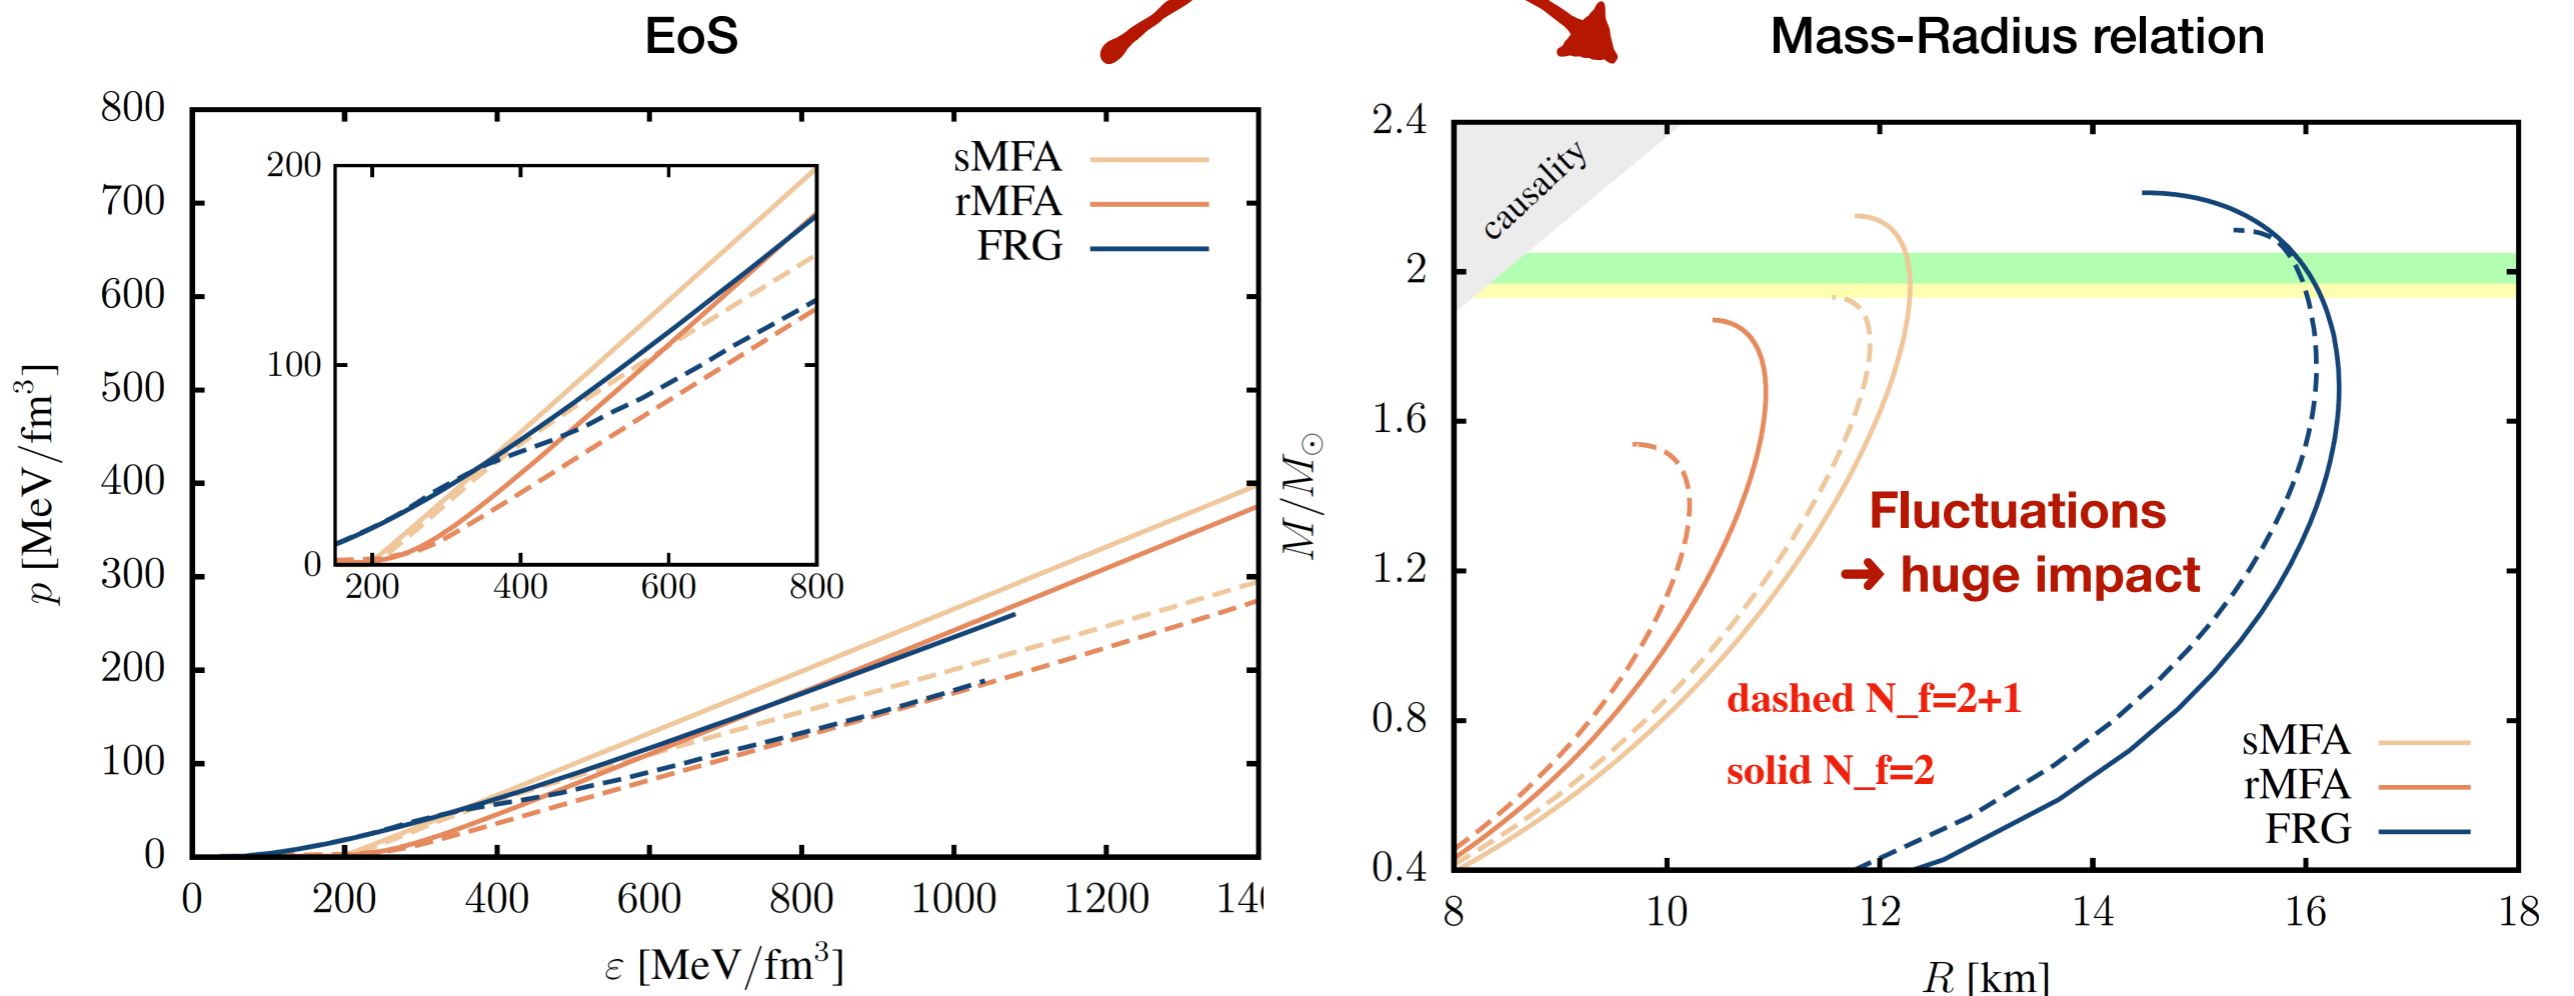 EoS
Mass-Radius relation
800
700
600
500
400
300
200
100
0
p [MeV/fm³]
200
100
0
200 400 600 800
sMFA
rMFA
FRG
0 200 400 600 800 1000 1200 140
ε [MeV/fm³]
2.4
2
1.6
1.2
0.8
0.4
M/M☉
causality
Fluctuations
➜ huge impact
dashed N_f=2+1
solid N_f=2
sMFA
rMFA
FRG
8 10 12 14 16 18
R [km]